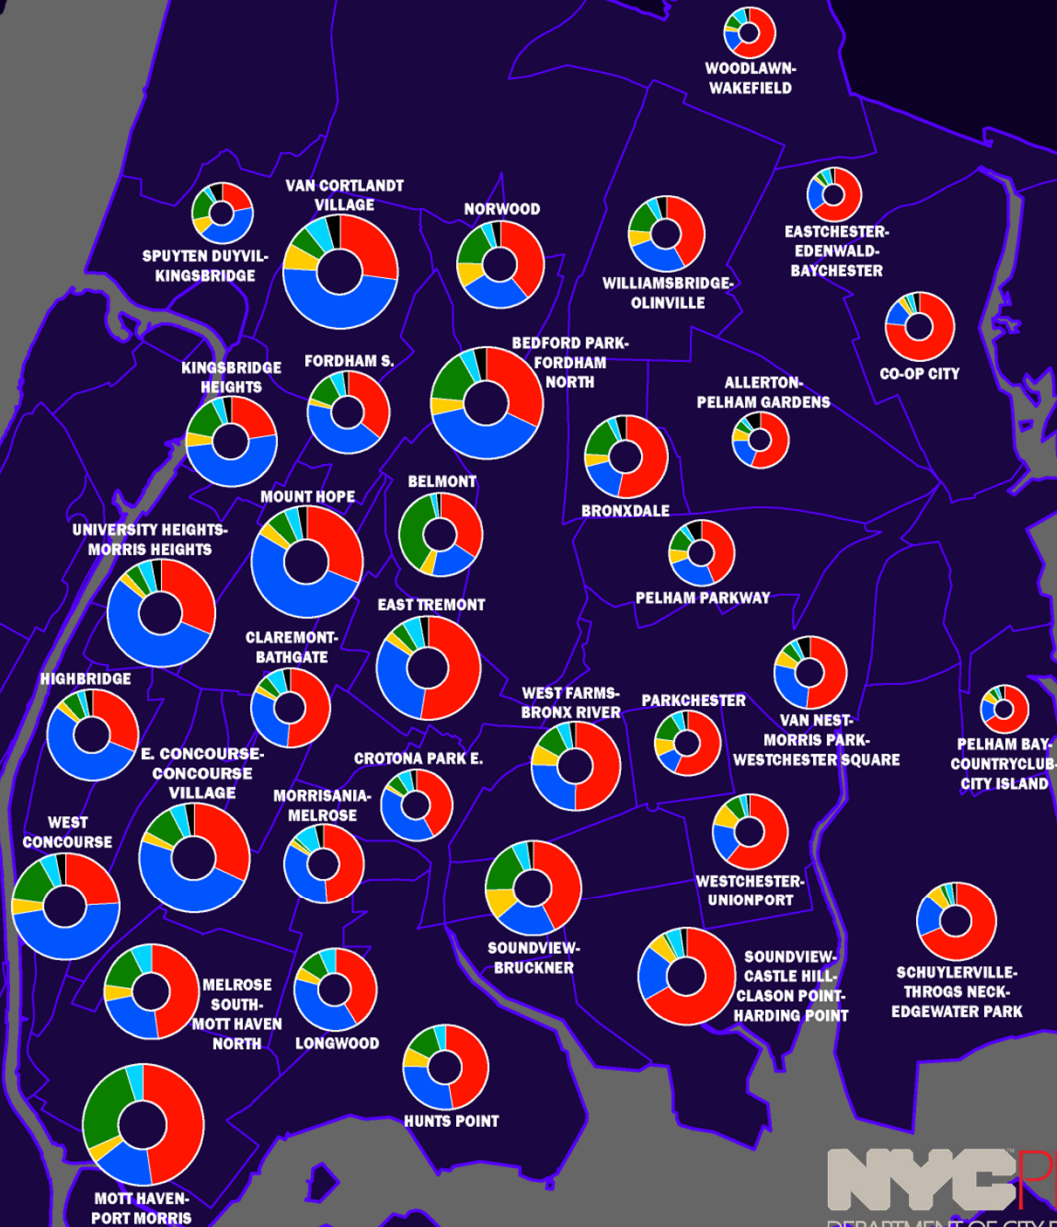 WOODLAWN-
WAKEFIELD
VAN CORTLANDT
VILLAGE
NORWOOD
SPUYTEN DUYVIL-
KINGSBRIDGE
WILLIAMSBRIDGE-
OLINVILLE
EASTCHESTER-
EDENWALD-
BAYCHESTER
KINGSBRIDGE
HEIGHTS
FORDHAM S.
BEDFORD PARK-
FORDHAM
NORTH
CO-OP CITY
ALLERTON-
PELHAM GARDENS
BELMONT
BRONXDALE
MOUNT HOPE
UNIVERSITY HEIGHTS-
MORRIS HEIGHTS
PELHAM PARKWAY
EAST TREMONT
CLAREMONT-
BATHGATE
HIGHBRIDGE
WEST FARMS-
BRONX RIVER
PARKCHESTER
VAN NEST-
MORRIS PARK-
WESTCHESTER SQUARE
PELHAM BAY-
COUNTRYCLUB-
CITY ISLAND
E. CONCOURSE-
CONCOURSE
VILLAGE
CROTONA PARK E.
MORRISANIA-
MELROSE
WEST
CONCOURSE
WESTCHESTER-
UNIONPORT
SOUNDVIEW-
BRUCKNER
SOUNDVIEW-
CASTLE HILL-
CLASON POINT-
HARDING POINT
SCHUYLERVILLE-
THROGS NECK-
EDGEWATER PARK
MELROSE
SOUTH-
MOTT HAVEN
NORTH
LONGWOOD
HUNTS POINT
MOTT HAVEN-
PORT MORRIS
NYCP
DEPARTMENT OF CITY